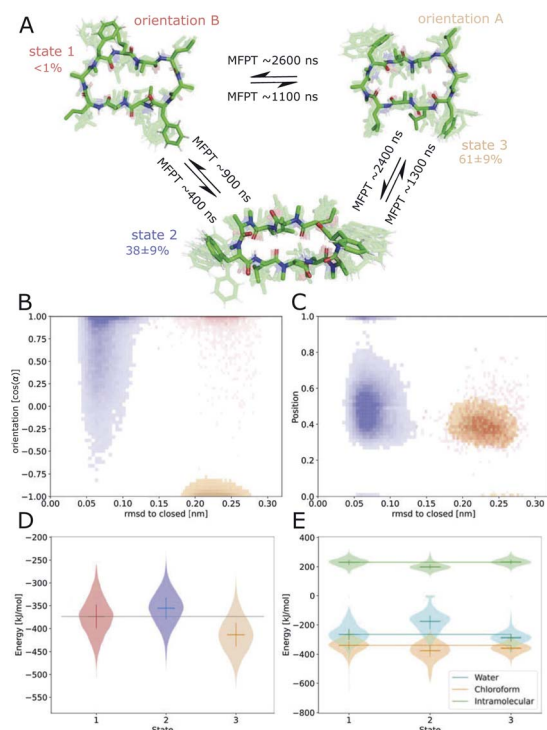 A
orientation B
orientation A
state 1
<1%
MFPT ~2600 ns
MFPT ~1100 ns
state 3
61±9%
MFPT ~900 ns
MFPT ~400 ns
MFPT ~2400 ns
MFPT ~1300 ns
state 2
38±9%
B
C
1.00
0.75
0.50
0.25
0.00
−0.25
−0.50
−0.75
−1.00
orientation [cos(α)]
0.00 0.05 0.10 0.15 0.20 0.25 0.30
rmsd to closed [nm]
1.0
0.8
0.6
0.4
0.2
0.0
Position
0.00 0.05 0.10 0.15 0.20 0.25 0.30
rmsd to closed [nm]
D
E
−200
−250
−300
−350
−400
−450
−500
−550
Energy [kJ/mol]
1 2 3
State
400
200
0
−200
−400
−600
−800
Energy [kJ/mol]
Water
Chloroform
Intramolecular
1 2 3
State